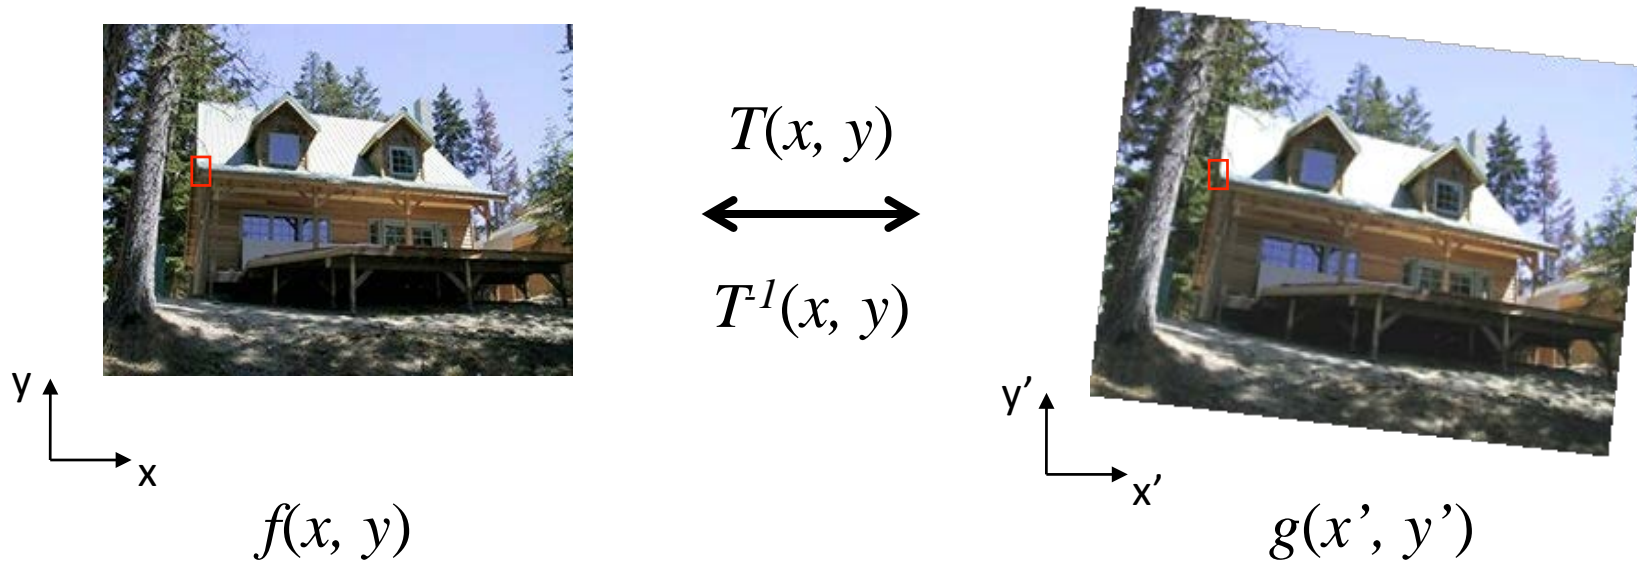 T(x, y)
T⁻¹(x, y)
y
x
f(x, y)
y’
x’
g(x’, y’)